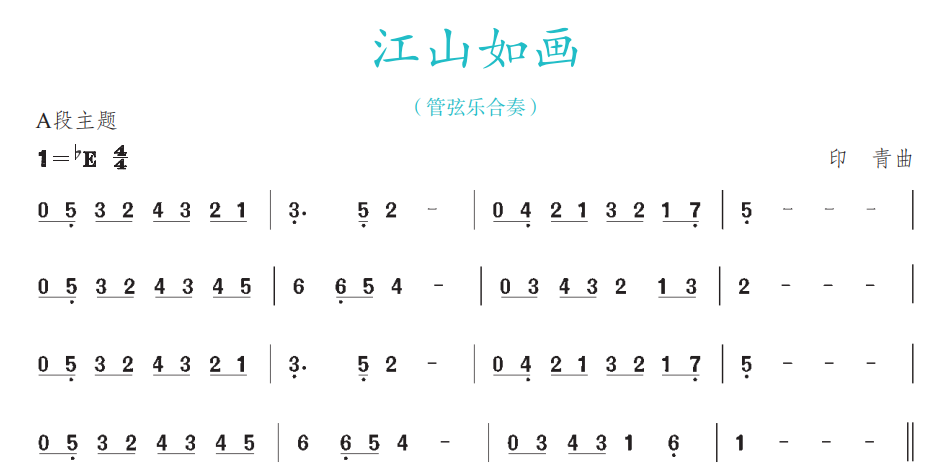 江山如画
（管弦乐合奏）
A段主题
1=♭E 4/4 印 青曲
0 5̣ 3 2 4 3 2 1 | 3̣. 5̣ 2 - | 0 4̣ 2 1 3 2 1 7̣ | 5̣ - - - |
0 5̣ 3 2 4 3 4 5 | 6 6̣ 5 4 - | 0 3 4 3 2 1 3 | 2 - - - |
0 5̣ 3 2 4 3 2 1 | 3̣. 5̣ 2 - | 0 4̣ 2 1 3 2 1 7̣ | 5̣ - - - |
0 5̣ 3 2 4 3 4 5 | 6 6̣ 5 4 - | 0 3 4 3 1 6̣ | 1 - - - ‖